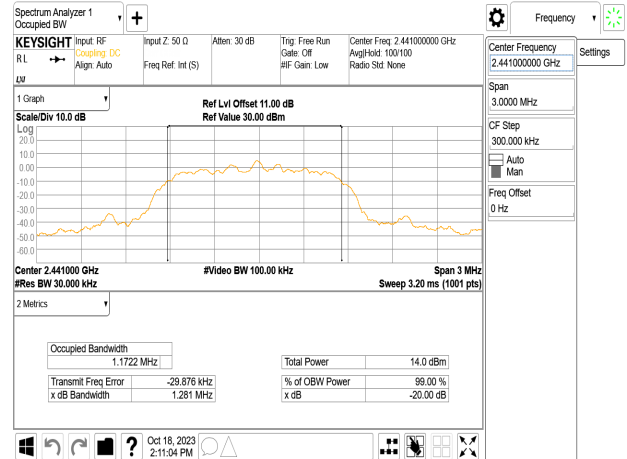 Spectrum Analyzer 1
Occupied BW
Frequency
KEYSIGHT
Input: RF
Input Z: 50 Ω
Atten: 30 dB
Trig: Free Run
Center Freq: 2.441000000 GHz
R L
Coupling: DC
Gate: Off
Avg|Hold: 100/100
Align: Auto
Freq Ref: Int (S)
#IF Gain: Low
Radio Std: None
Center Frequency
2.441000000 GHz
Settings
Span
3.0000 MHz
CF Step
300.000 kHz
Auto
Man
Freq Offset
0 Hz
1 Graph
Ref Lvl Offset 11.00 dB
Scale/Div 10.0 dB
Ref Value 30.00 dBm
Log
20.0
10.0
0.00
-10.0
-20.0
-30.0
-40.0
-50.0
-60.0
Center 2.441000 GHz
#Video BW 100.00 kHz
Span 3 MHz
#Res BW 30.000 kHz
Sweep 3.20 ms (1001 pts)
2 Metrics
Occupied Bandwidth
1.1722 MHz
Total Power
14.0 dBm
Transmit Freq Error
-29.876 kHz
% of OBW Power
99.00 %
x dB Bandwidth
1.281 MHz
x dB
-20.00 dB
?
Oct 18, 2023
2:11:04 PM